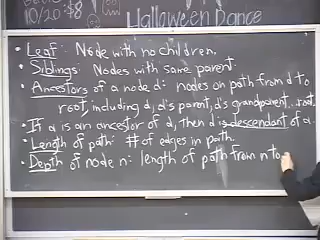 10/20: $8
Halloween Dance
• Leaf: Node with no children.
• Siblings: Nodes with same parent.
• Ancestors of a node d: nodes on path from d to
root including d, d's parent, d's grandparent...root.
• If a is an ancestor of d, then d is descendant of a.
• Length of path: # of edges in path.
• Depth of node n: length of path from n to